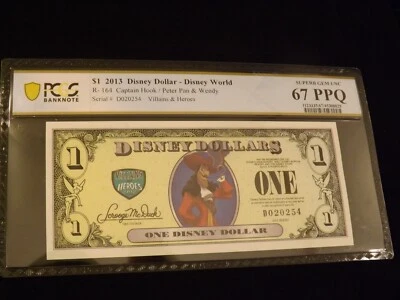 PCGS
BANKNOTE
$1 2013 Disney Dollar - Disney World
R-164 Captain Hook / Peter Pan & Wendy
Serial # D020254 Villains & Heroes
SUPERB GEM UNC
67 PPQ
DISNEY DOLLARS
1
1
HEROES
ONE
Scrooge McDuck
D020254
1
1
ONE DISNEY DOLLAR